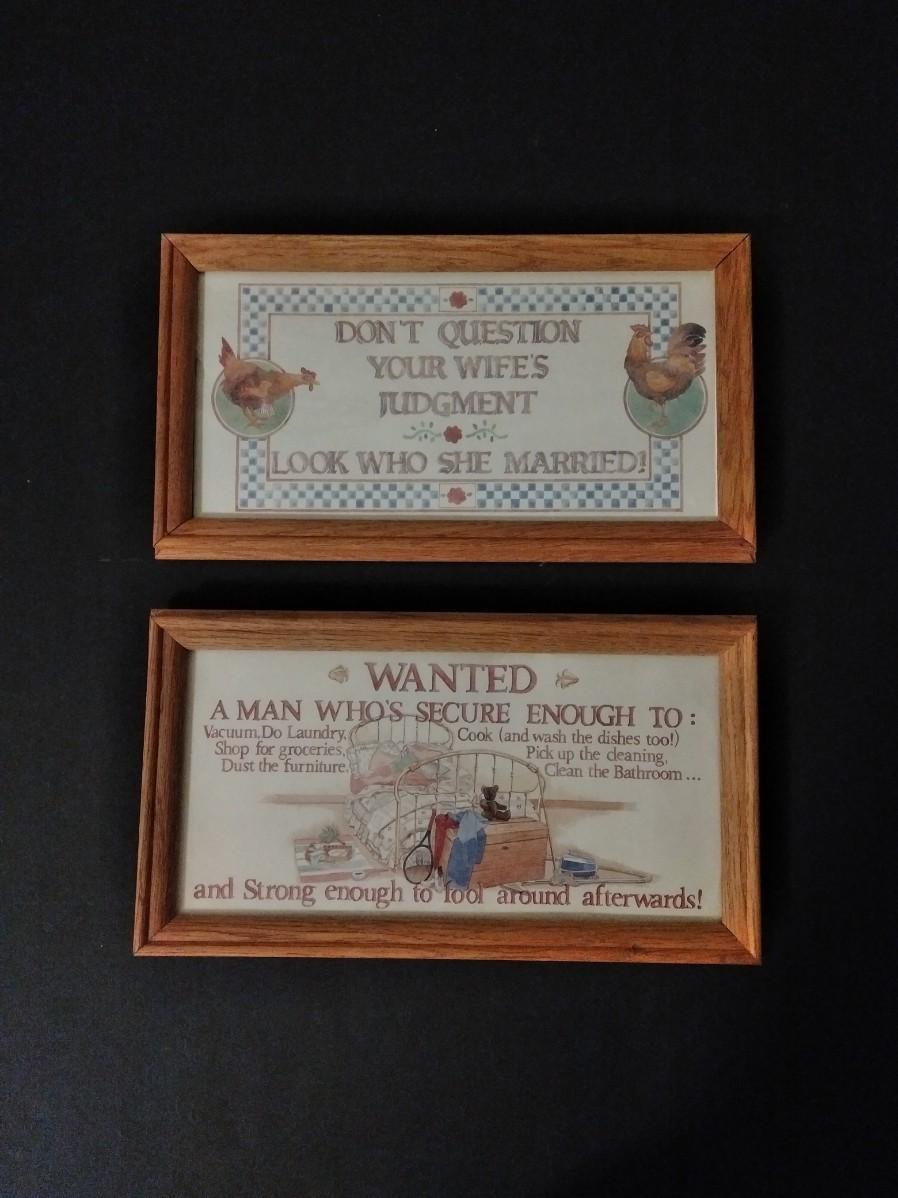 DON'T QUESTION
YOUR WIFE'S
JUDGMENT
LOOK WHO SHE MARRIED!
WANTED
A MAN WHO'S SECURE ENOUGH TO:
Vacuum, Do Laundry,
Shop for groceries,
Dust the furniture,
Cook (and wash the dishes too!)
Pick up the cleaning,
Clean the Bathroom ...
and Strong enough to fool around afterwards!